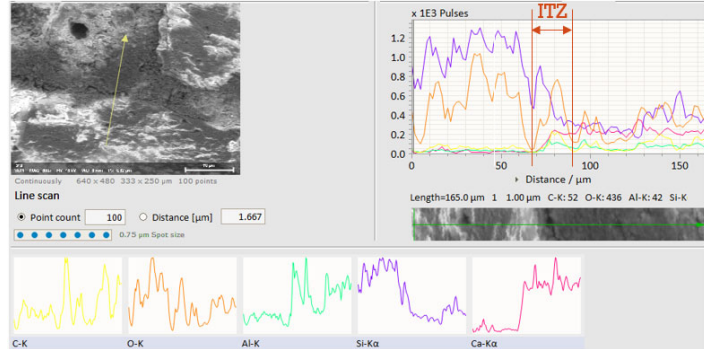 x 1E3 Pulses
ITZ
1.2
1.0
0.8
0.6
0.4
0.2
0.0
0 50 100 150
Distance / µm
Continuously 640 x 480 333 x 250 µm 100 points
Line scan
Point count 100 Distance [µm] 1.667
0.75 µm Spot size
Length=165.0 µm 1 1.00 µm C-K: 52 O-K: 436 Al-K: 42 Si-K
C-K
O-K
Al-K
Si-Kα
Ca-Kα